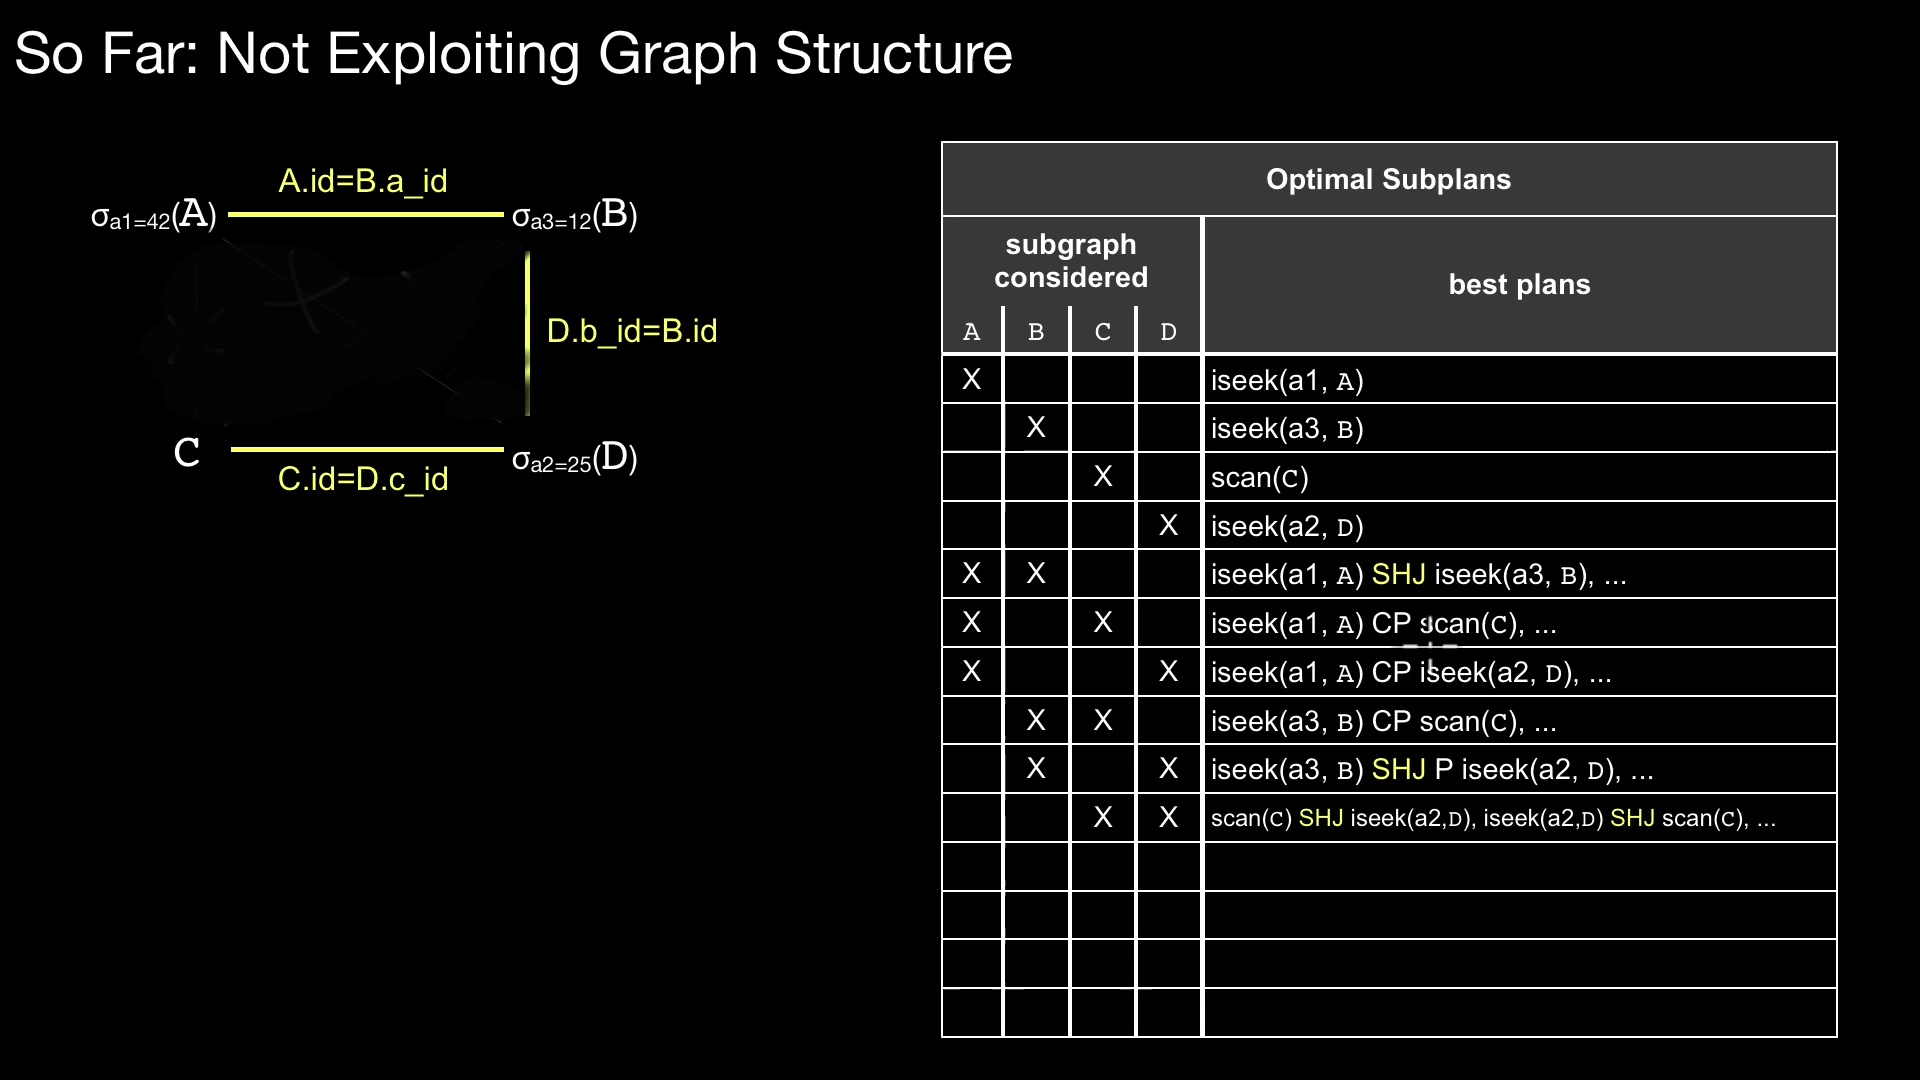 So Far: Not Exploiting Graph Structure
A.id=B.a_id
σa1=42(A)
σa3=12(B)
D.b_id=B.id
C
σa2=25(D)
C.id=D.c_id
Optimal Subplans
subgraph
considered
best plans
A B C D
X iseek(a1, A)
X iseek(a3, B)
X scan(C)
X iseek(a2, D)
X X iseek(a1, A) SHJ iseek(a3, B), ...
X X iseek(a1, A) CP scan(C), ...
X X iseek(a1, A) CP iseek(a2, D), ...
X X iseek(a3, B) CP scan(C), ...
X X iseek(a3, B) SHJ P iseek(a2, D), ...
X X scan(C) SHJ iseek(a2,D), iseek(a2,D) SHJ scan(C), ...